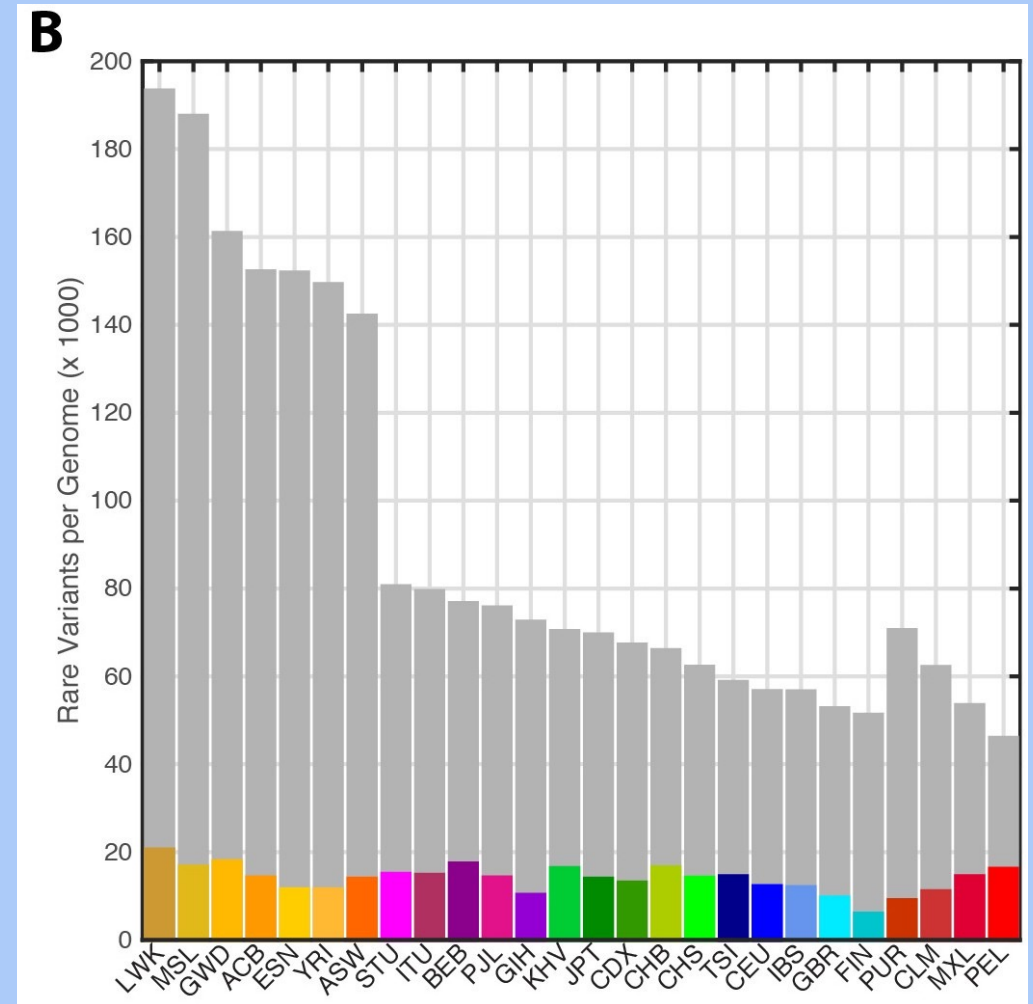 B
Rare Variants per Genome (x 1000)
200
180
160
140
120
100
80
60
40
20
0
LWK
MSL
GWD
ACB
ESN
YRI
ASW
STU
ITU
BEB
PJL
GIH
KHV
JPT
CDX
CHB
CHS
TSI
CEU
IBS
GBR
FIN
PUR
CLM
MXL
PEL